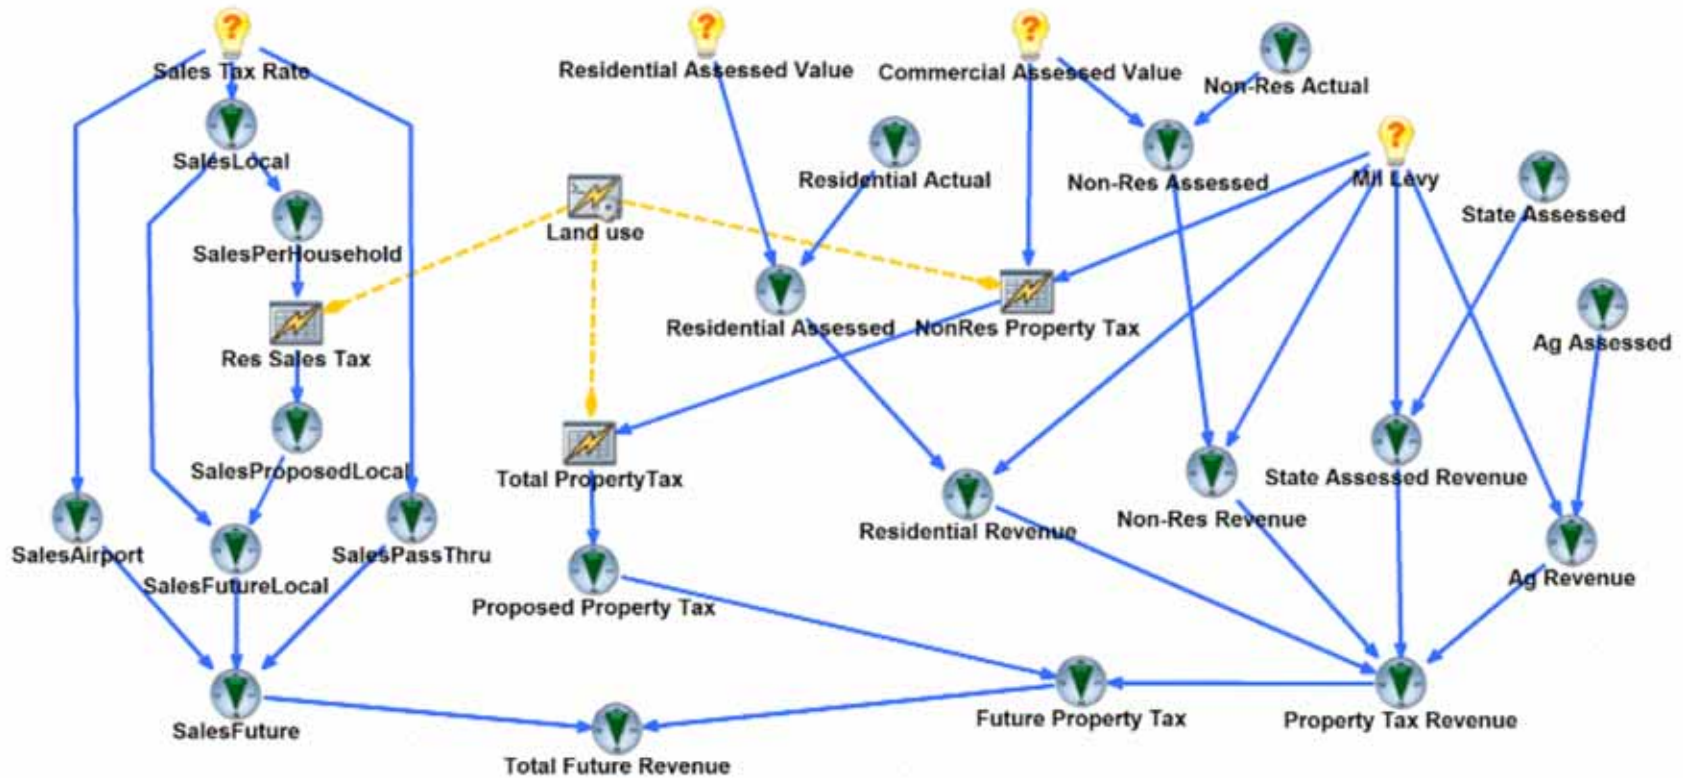 Sales Tax Rate
Residential Assessed Value
Commercial Assessed Value
Non-Res Actual
SalesLocal
Residential Actual
Non-Res Assessed
Mil Levy
State Assessed
Land use
SalesPerHousehold
Residential Assessed
NonRes Property Tax
Ag Assessed
Res Sales Tax
SalesProposedLocal
Total PropertyTax
State Assessed Revenue
Residential Revenue
Non-Res Revenue
SalesAirport
SalesFutureLocal
SalesPassThru
Proposed Property Tax
Ag Revenue
SalesFuture
Future Property Tax
Property Tax Revenue
Total Future Revenue